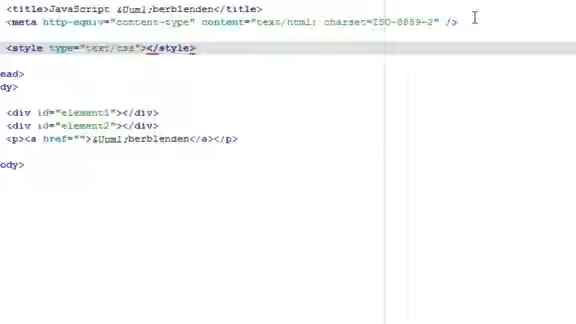 <title>JavaScript &Uuml;berblenden</title>
<meta http-equiv="content-type" content="text/html; charset=ISO-8859-2" />
<style type="text/css"></style>
ead>
dy>
<div id="element1"></div>
<div id="element2"></div>
<p><a href="">&Uuml;berblenden</a></p>
ody>